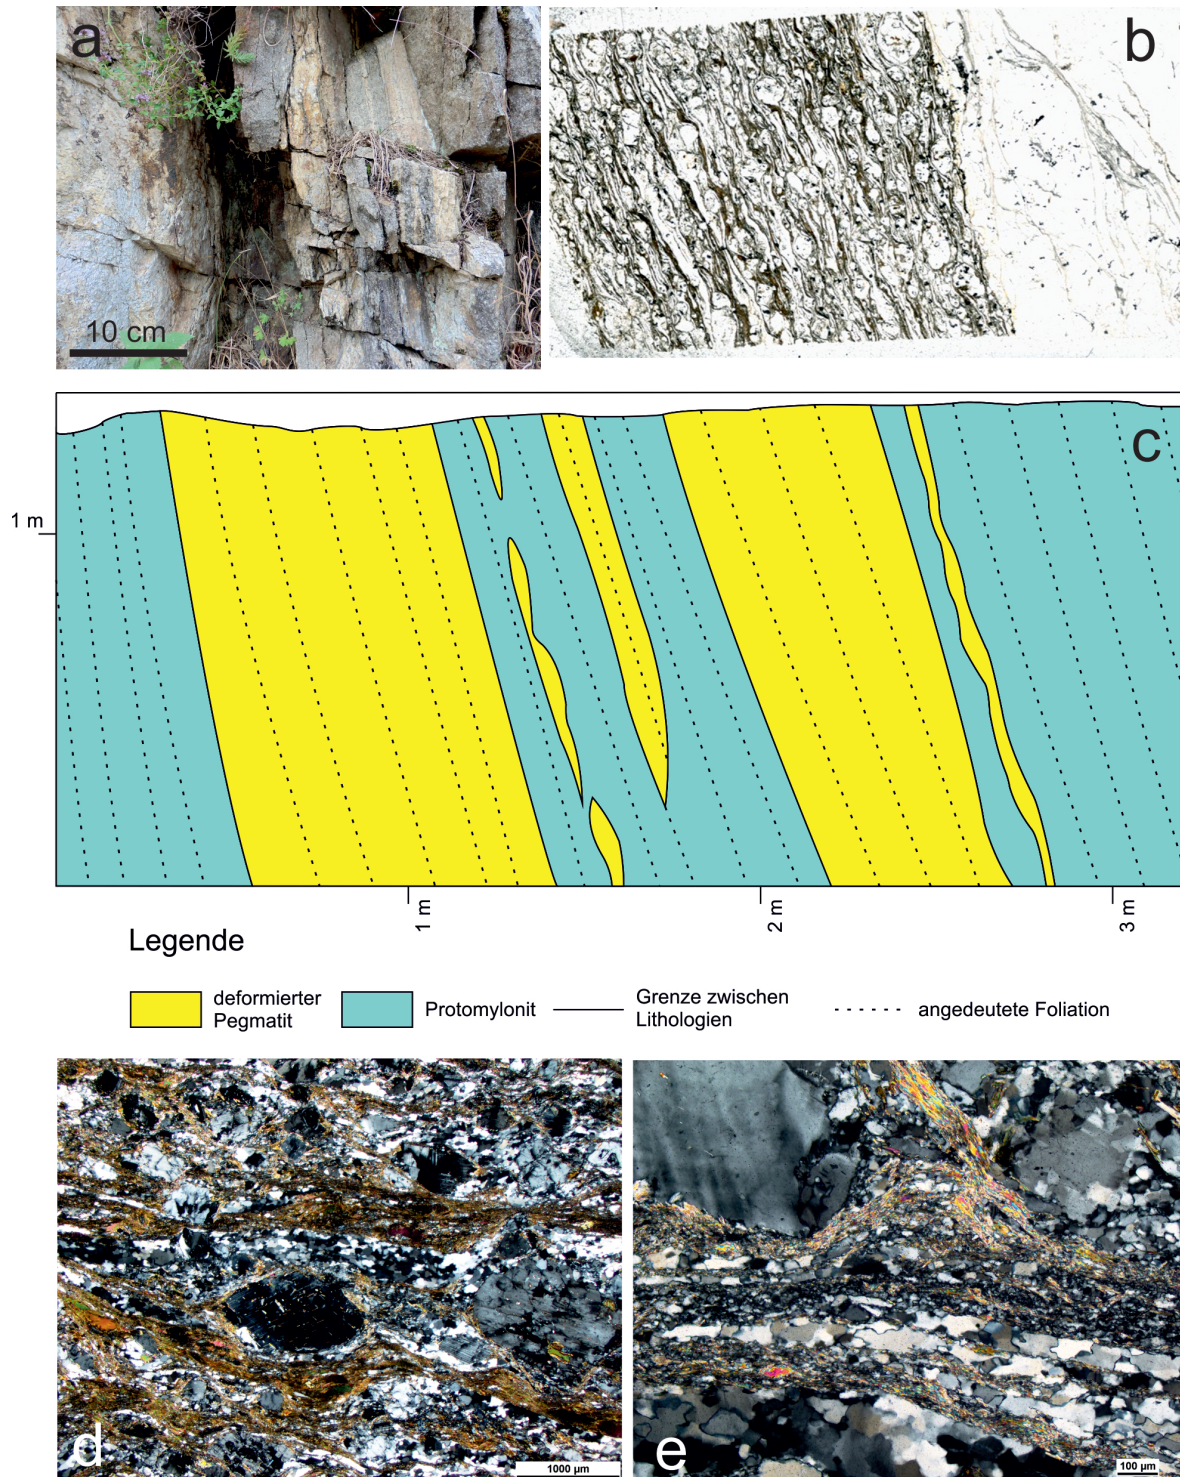 a
b
10 cm
c
1 m
1 m
2 m
3 m
Legende
deformierter
Pegmatit
Protomylonit
Grenze zwischen
Lithologien
angedeutete Foliation
d
1000 µm
e
100 µm